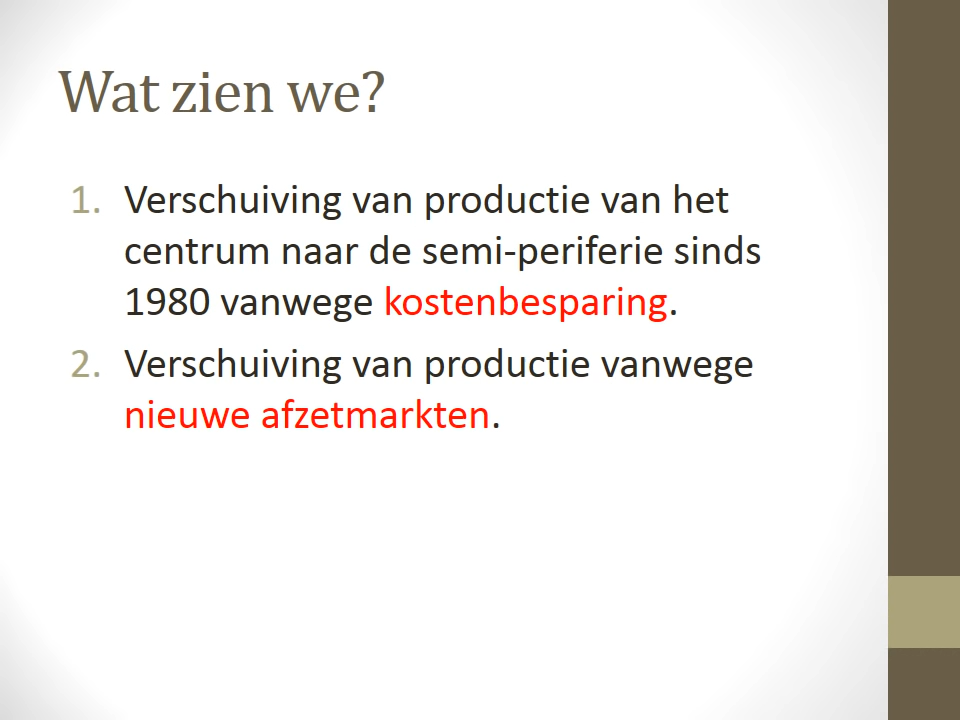 Wat zien we?
1. Verschuiving van productie van het
centrum naar de semi-periferie sinds
1980 vanwege kostenbesparing.
2. Verschuiving van productie vanwege
nieuwe afzetmarkten.